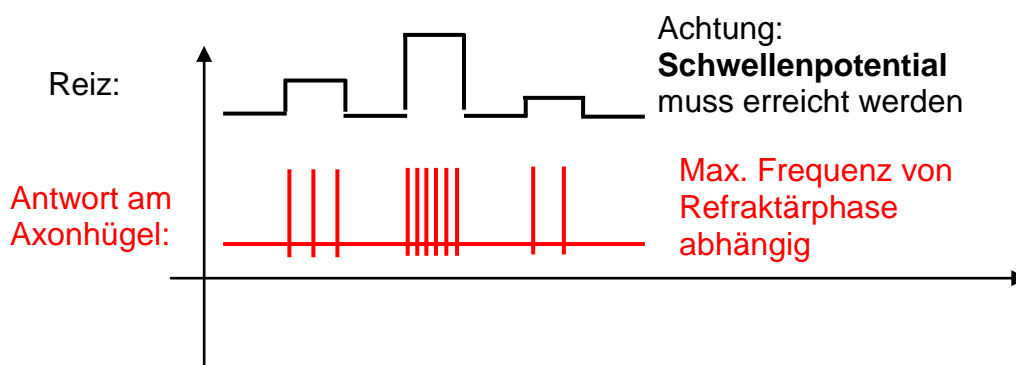 Reiz:
Achtung:
Schwellenpotential
muss erreicht werden
Antwort am
Axonhügel:
Max. Frequenz von
Refraktärphase
abhängig